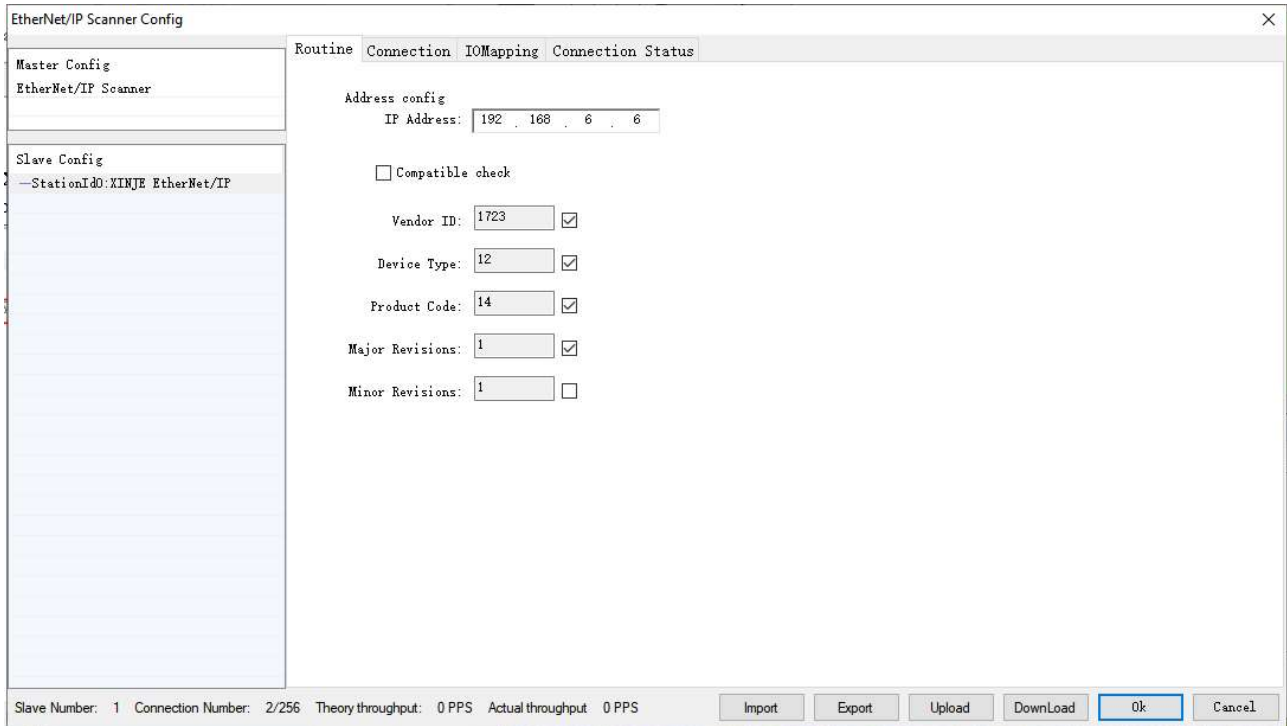 EtherNet/IP Scanner Config
Master Config
EtherNet/IP Scanner
Slave Config
StationId0:XINJE EtherNet/IP
Routine Connection IOMapping Connection Status
Address config
IP Address: 192 . 168 . 6 . 6
Compatible check
Vendor ID: 1723
Device Type: 12
Product Code: 14
Major Revisions: 1
Minor Revisions: 1
Slave Number: 1 Connection Number: 2/256 Theory throughput: 0 PPS Actual throughput 0 PPS Import Export Upload DownLoad Ok Cancel